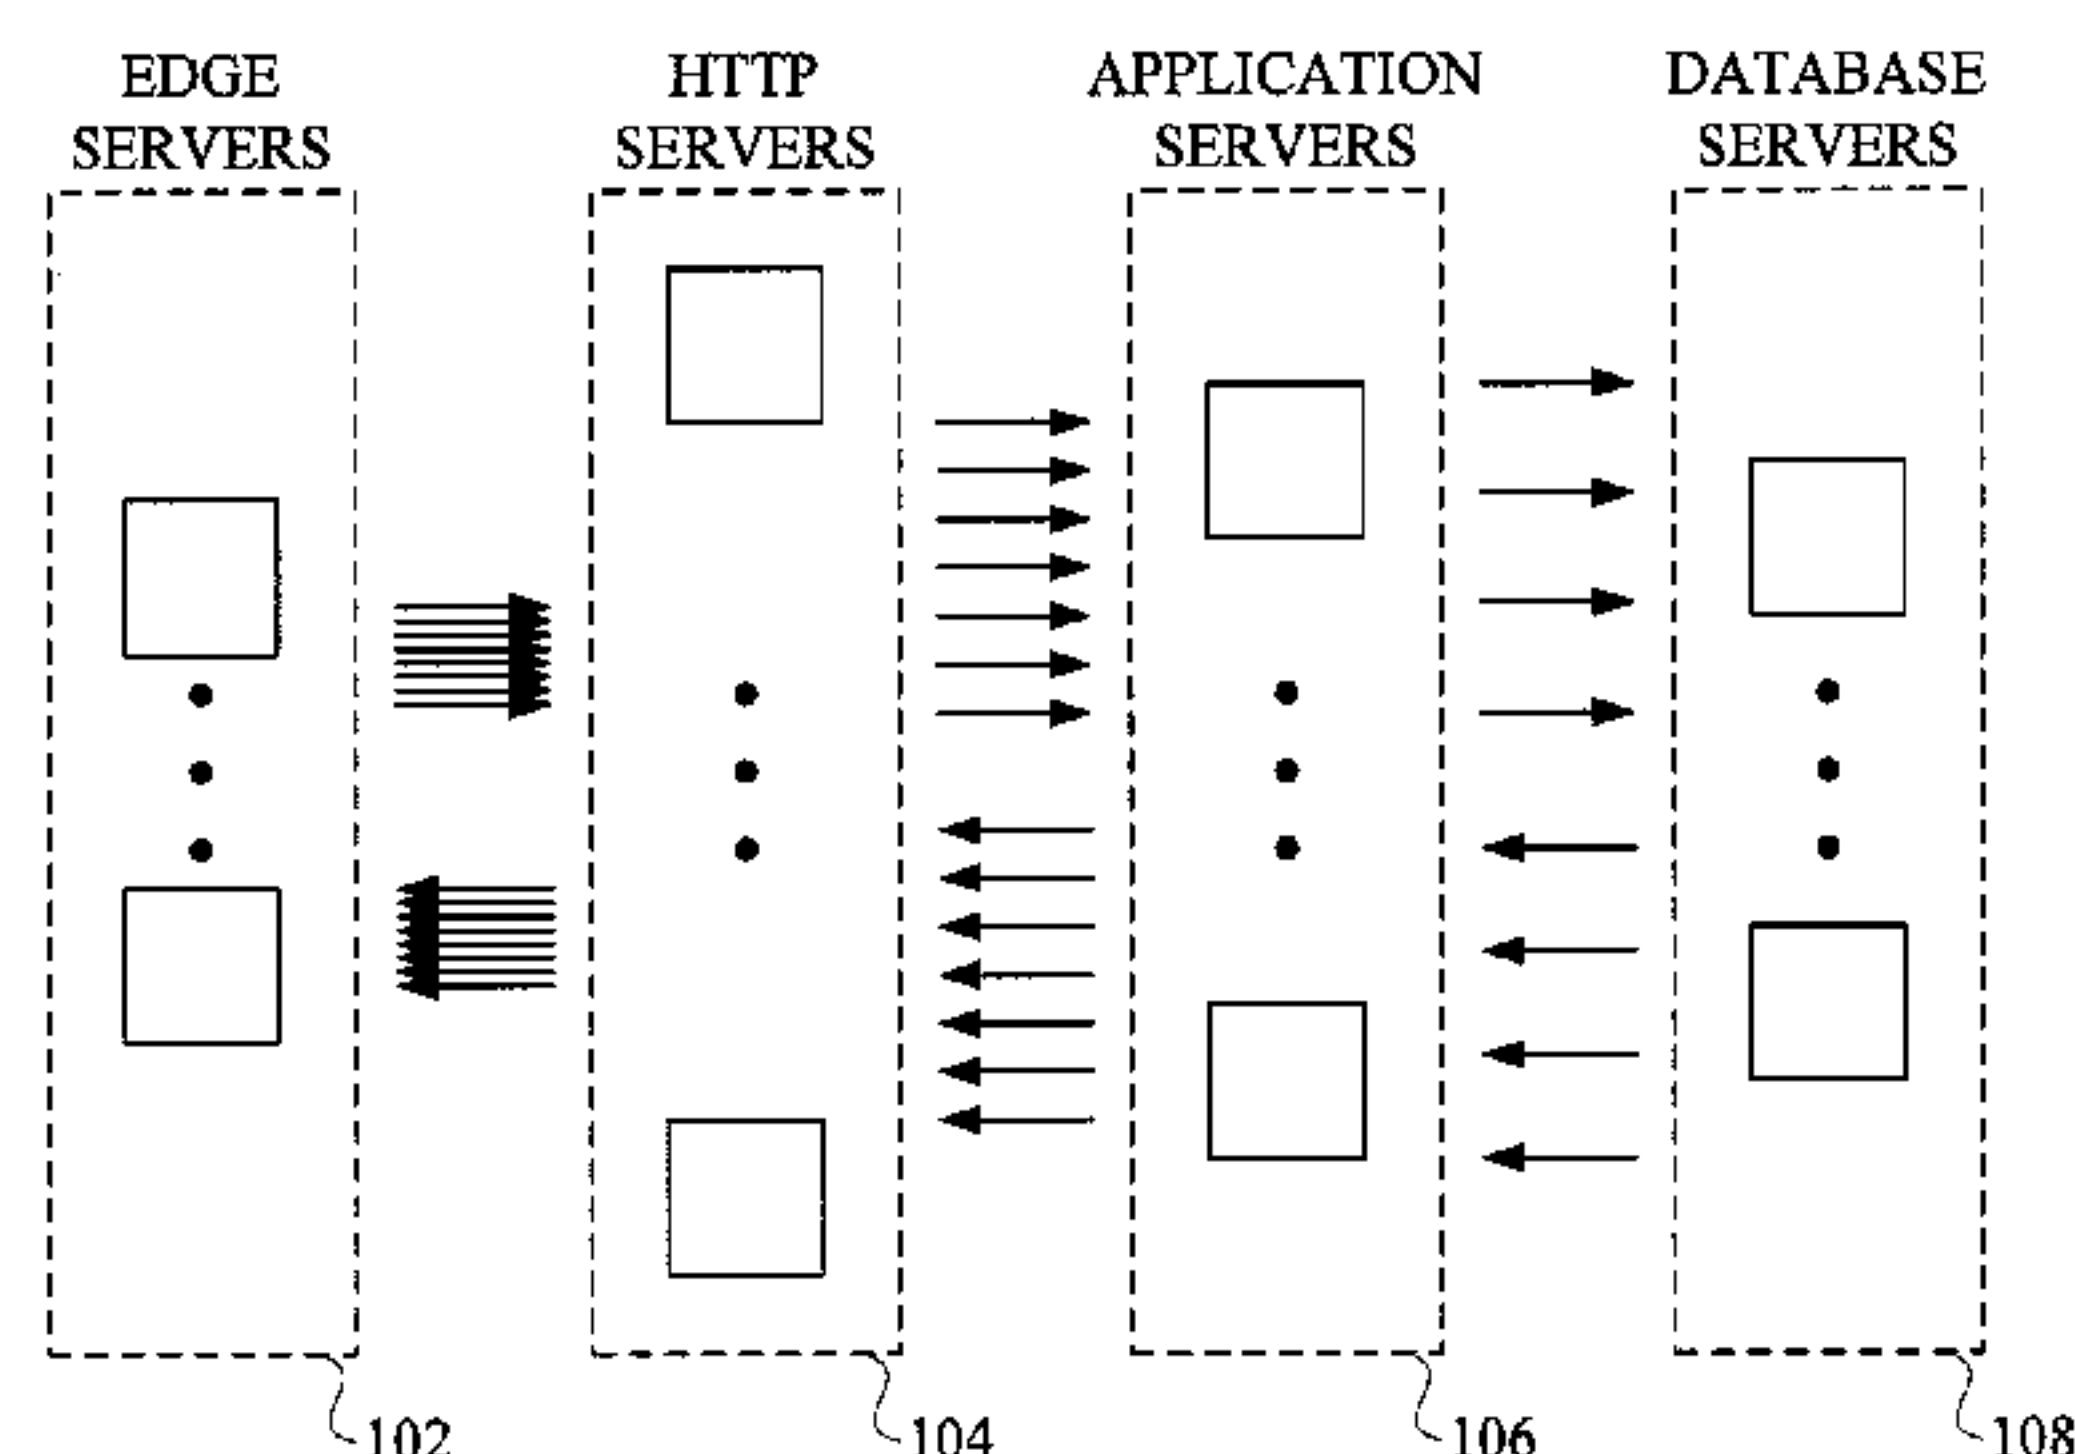 EDGE
SERVERS
HTTP
SERVERS
APPLICATION
SERVERS
DATABASE
SERVERS
102
104
106
108